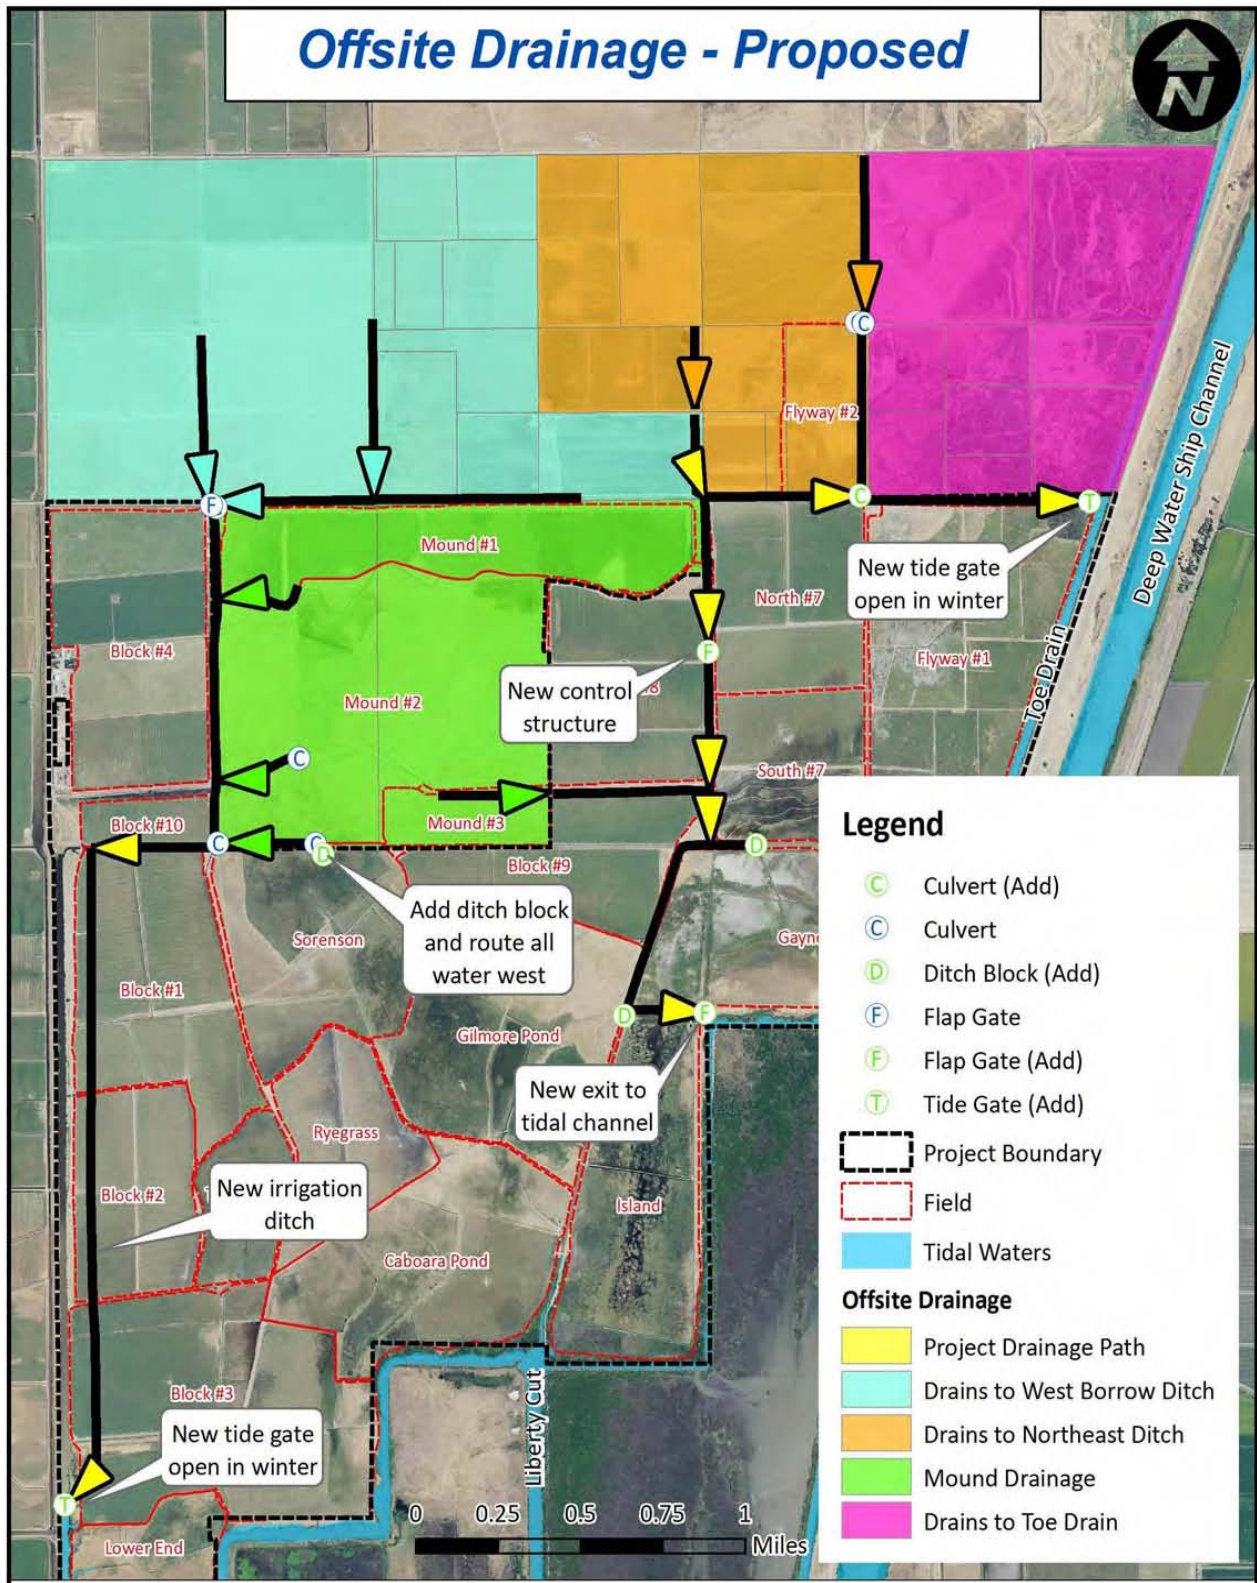 Offsite Drainage - Proposed
N
Deep Water Ship Channel
C
Flyway #2
F
C
T
Mound #1
New tide gate
open in winter
North #7
Block #4
F
Flyway #1
Toe Drain
New control
structure
Mound #2
C
South #7
Block #10
Mound #3
C
C
D
D
Block #9
Add ditch block
and route all
water west
Sorenson
Block #1
D
F
Gilmore Pond
New exit to
tidal channel
Ryegrass
Block #2
New irrigation
ditch
Island
Caboara Pond
Block #3
New tide gate
open in winter
T
Lower End
Liberty Cut
0 0.25 0.5 0.75 1
Miles
Legend
C Culvert (Add)
C Culvert
D Ditch Block (Add)
F Flap Gate
F Flap Gate (Add)
T Tide Gate (Add)
Project Boundary
Field
Tidal Waters
Offsite Drainage
Project Drainage Path
Drains to West Borrow Ditch
Drains to Northeast Ditch
Mound Drainage
Drains to Toe Drain